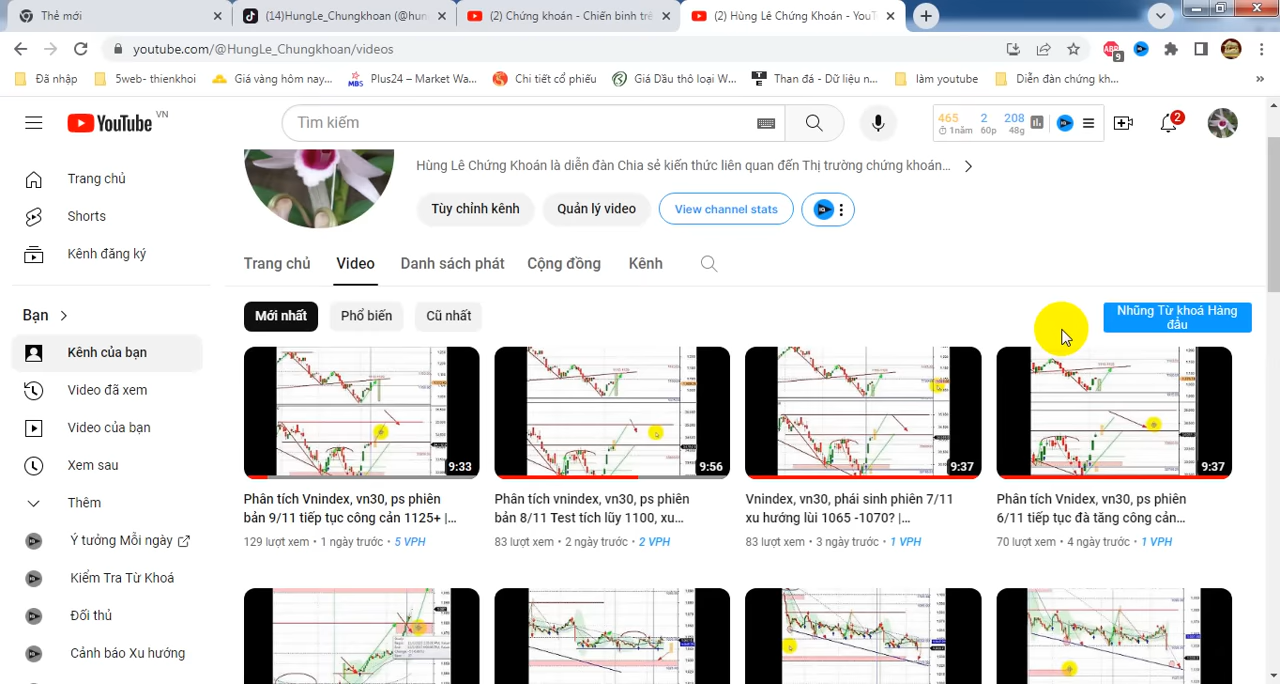 Thẻ mới
(14)HungLe_Chungkhoan (@hun
(2) Chứng khoán - Chiến binh trê
(2) Hùng Lê Chứng Khoán - YouT
youtube.com/@HungLe_Chungkhoan/videos
9
Đã nhập
5web- thienkhoi
Giá vàng hôm nay,...
Plus24 – Market Wa...
Chi tiết cổ phiếu
Giá Dầu thô loại W...
Than đá - Dữ liệu n...
làm youtube
Diễn đàn chứng kh...
»
YouTube VN
Tìm kiếm
465 2 208
1năm 60p 48g
2
Trang chủ
Shorts
Kênh đăng ký
Bạn
Kênh của bạn
Video đã xem
Video của bạn
Xem sau
Thêm
Ý tưởng Mỗi ngày
Kiểm Tra Từ Khoá
Đối thủ
Cảnh báo Xu hướng
Hùng Lê Chứng Khoán là diễn đàn Chia sẻ kiến thức liên quan đến Thị trường chứng khoán...
Tùy chỉnh kênh
Quản lý video
View channel stats
Trang chủ
Video
Danh sách phát
Cộng đồng
Kênh
Mới nhất
Phổ biến
Cũ nhất
Những Từ khoá Hàng
đầu
9:33
Phân tích Vnindex, vn30, ps phiên
bản 9/11 tiếp tục công cản 1125+ |...
129 lượt xem • 1 ngày trước • 5 VPH
9:56
Phân tích vnindex, vn30, ps phiên
bản 8/11 Test tích lũy 1100, xu...
83 lượt xem • 2 ngày trước • 2 VPH
9:37
Vnindex, vn30, phái sinh phiên 7/11
xu hướng lùi 1065 -1070? |...
83 lượt xem • 3 ngày trước • 1 VPH
9:37
Phân tích Vnidex, vn30, ps phiên
6/11 tiếp tục đà tăng công cản...
70 lượt xem • 4 ngày trước • 1 VPH